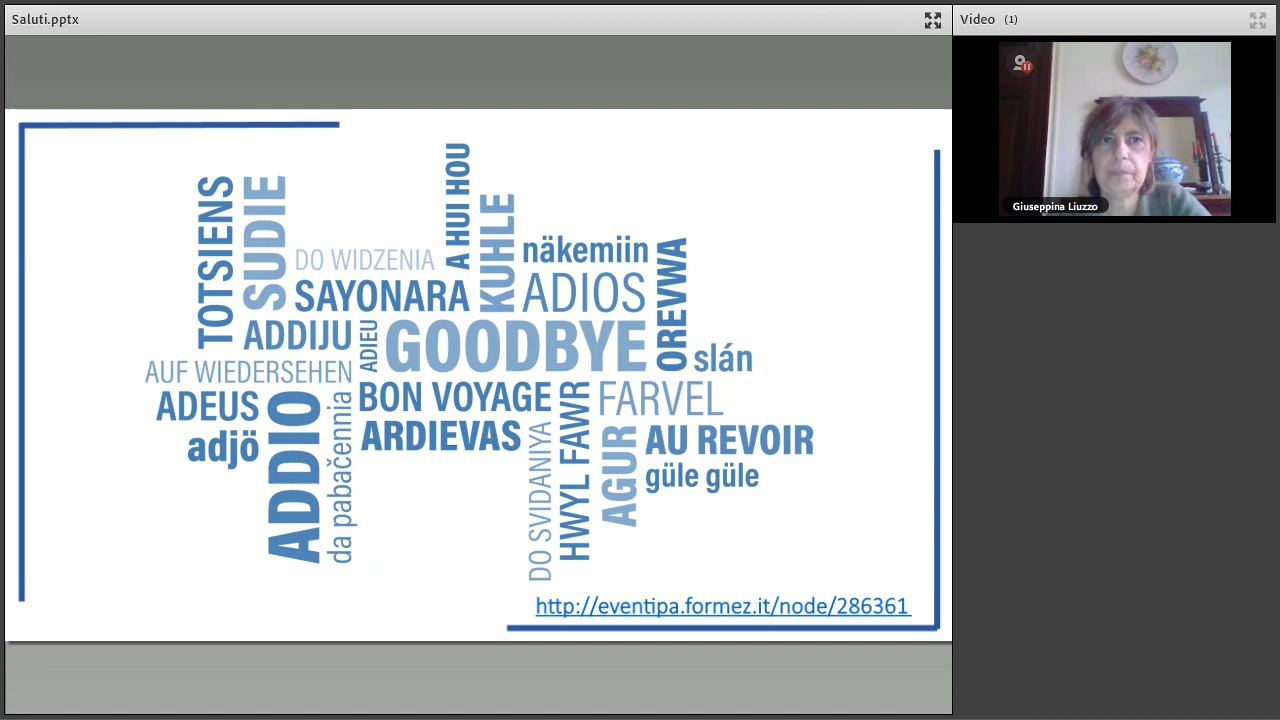 Saluti.pptx
Video (1)
Giuseppina Liuzzo
TOTSIENS
SUDIE
DO WIDZENIA
A HUI HOU
KUHLE
näkemiin
SAYONARA
ADIOS
OREVWA
ADDIJU
ADIEU
GOODBYE
slán
AUF WIEDERSEHEN
ADEUS
ADDIO
da pabačennia
BON VOYAGE
FARVEL
adjö
ARDIEVAS
DO SVIDANIYA
HWYL FAWR
AGUR
AU REVOIR
güle güle
http://eventipa.formez.it/node/286361